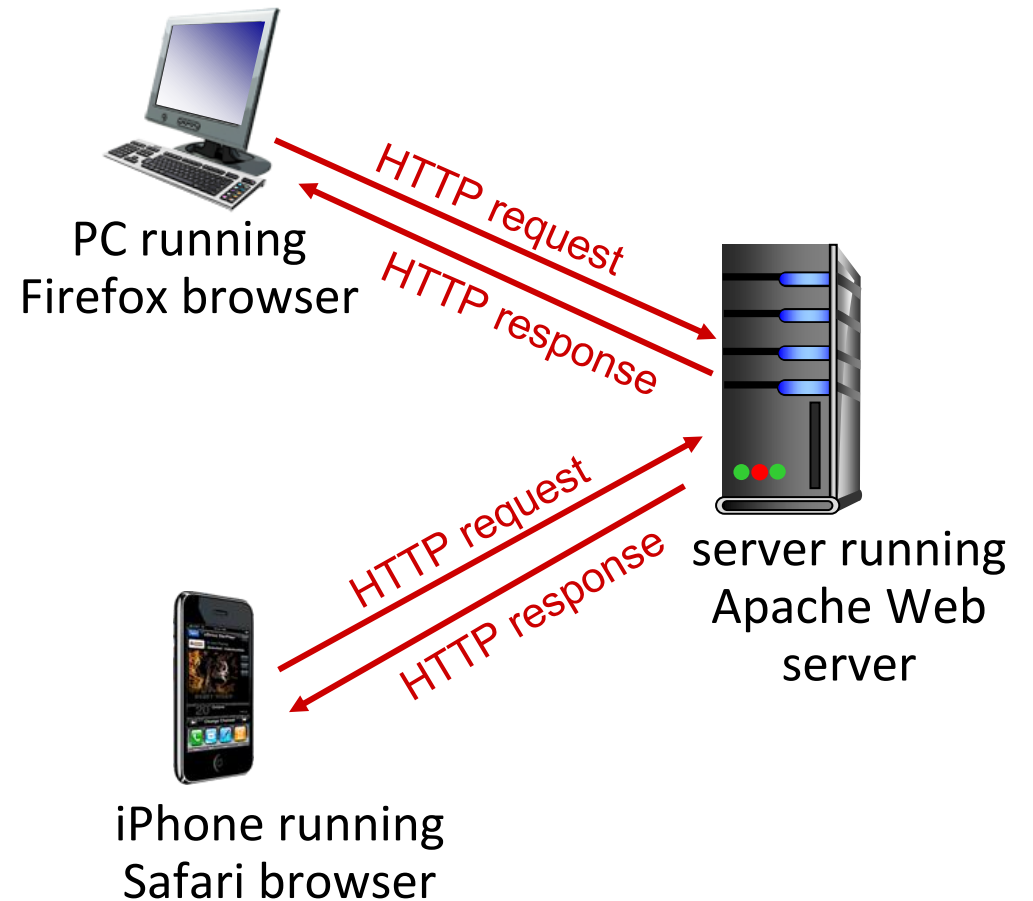 HTTP request
HTTP response
PC running
Firefox browser
HTTP request
HTTP response
server running
Apache Web
server
iPhone running
Safari browser